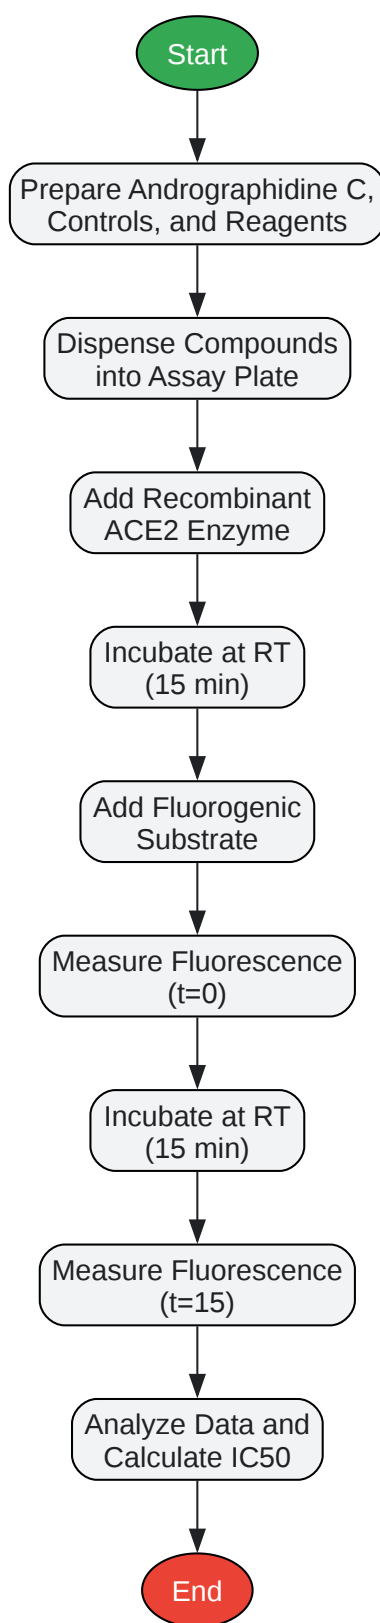 Start
Prepare Andrographidine C,
Controls, and Reagents
Dispense Compounds
into Assay Plate
Add Recombinant
ACE2 Enzyme
Incubate at RT
(15 min)
Add Fluorogenic
Substrate
Measure Fluorescence
(t=0)
Incubate at RT
(15 min)
Measure Fluorescence
(t=15)
Analyze Data and
Calculate IC50
End